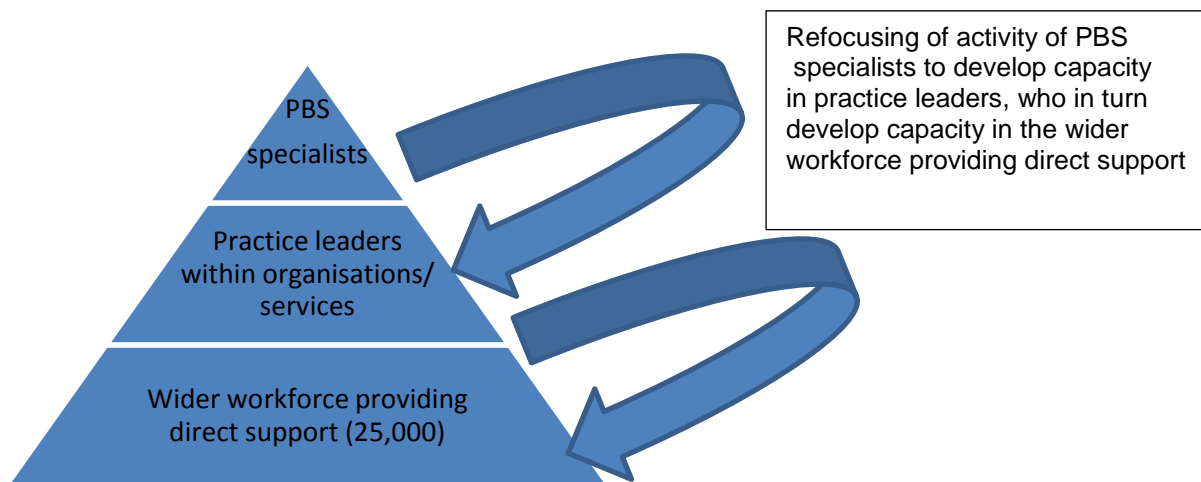 PBS
specialists
Practice leaders
within organisations/
services
Wider workforce providing
direct support (25,000)
Refocusing of activity of PBS
specialists to develop capacity
in practice leaders, who in turn
develop capacity in the wider
workforce providing direct support